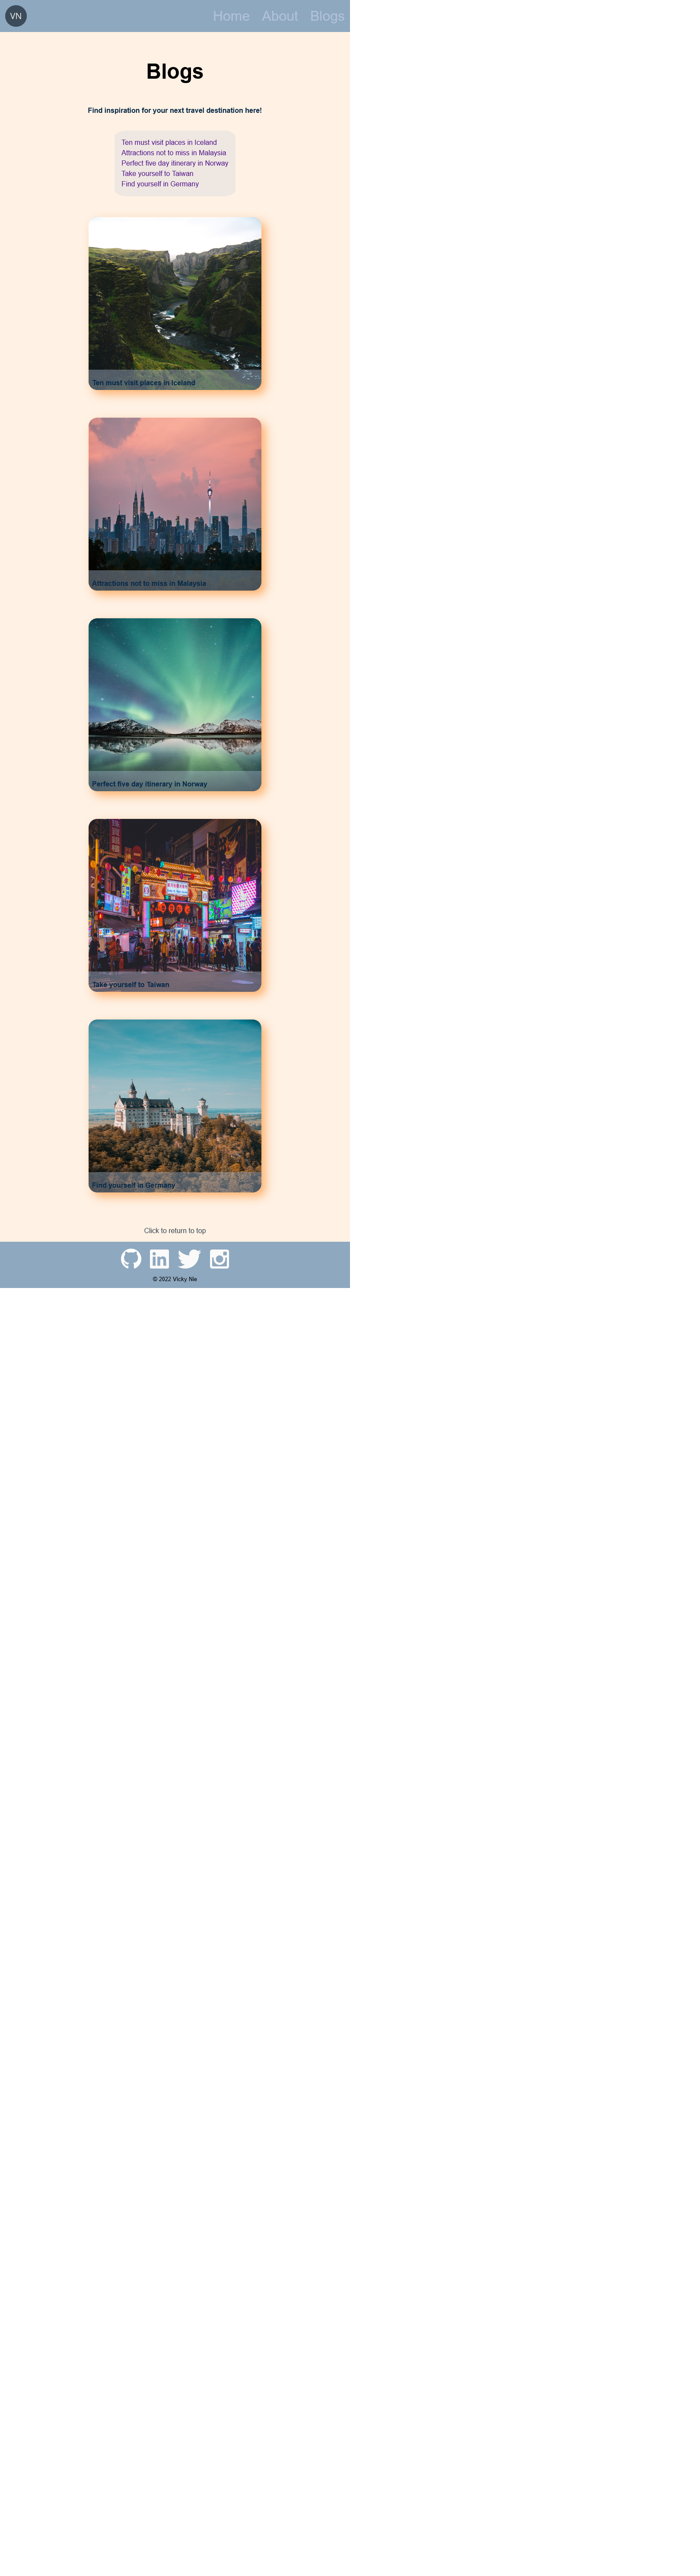 VN
Home About Blogs
Blogs
Find inspiration for your next travel destination here!
Ten must visit places in Iceland
Attractions not to miss in Malaysia
Perfect five day itinerary in Norway
Take yourself to Taiwan
Find yourself in Germany
Ten must visit places in Iceland
Attractions not to miss in Malaysia
Perfect five day itinerary in Norway
Take yourself to Taiwan
Find yourself in Germany
Click to return to top
in
© 2022 Vicky Nie